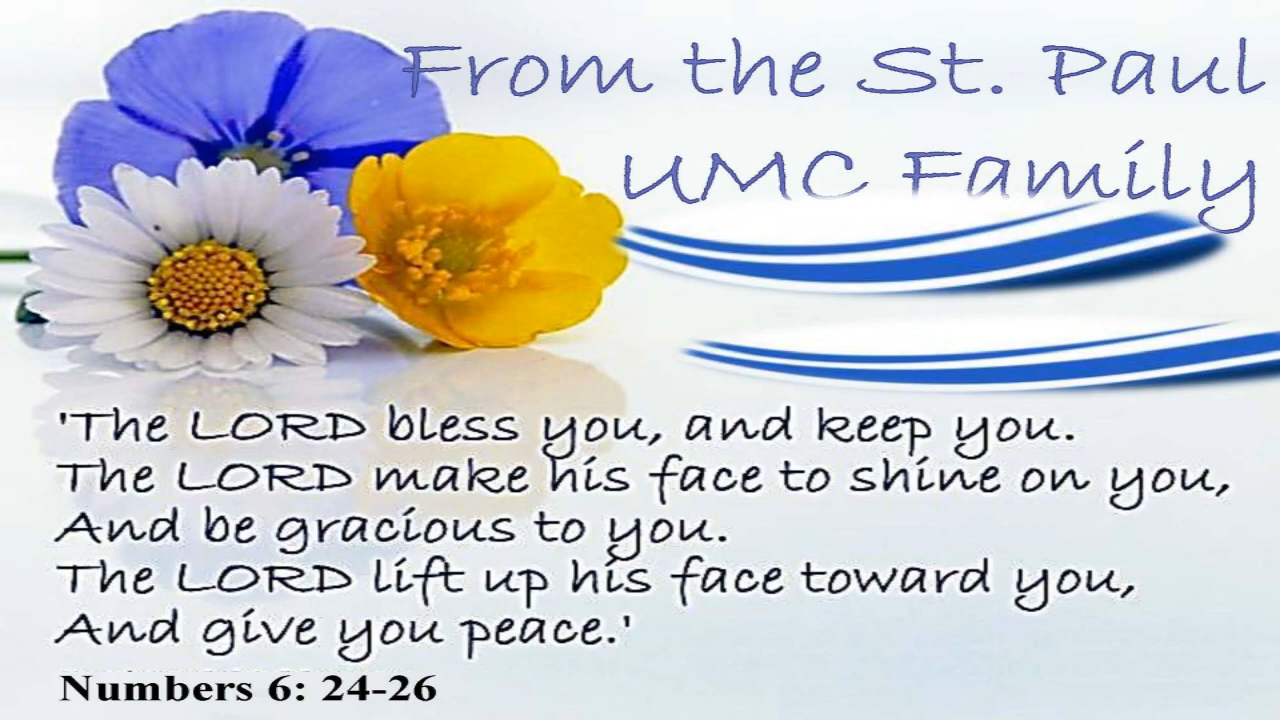 From the St. Paul
UMC Family
'The LORD bless you, and keep you.
The LORD make his face to shine on you,
And be gracious to you.
The LORD lift up his face toward you,
And give you peace.'
Numbers 6: 24-26